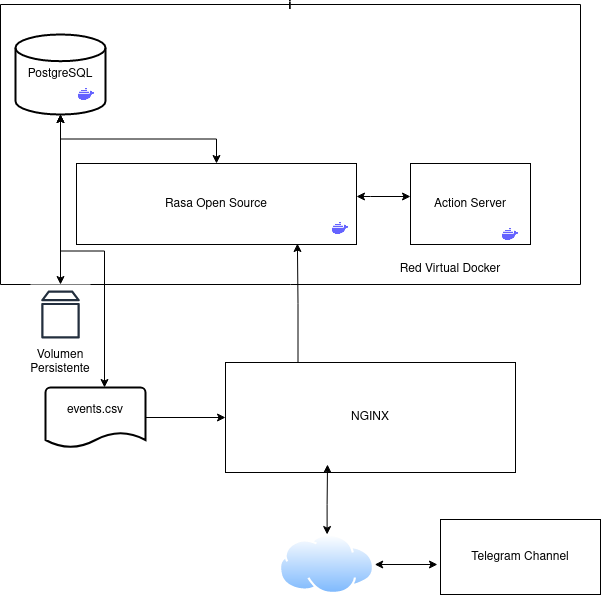 PostgreSQL
Rasa Open Source
Action Server
Red Virtual Docker
Volumen
Persistente
events.csv
NGINX
Telegram Channel